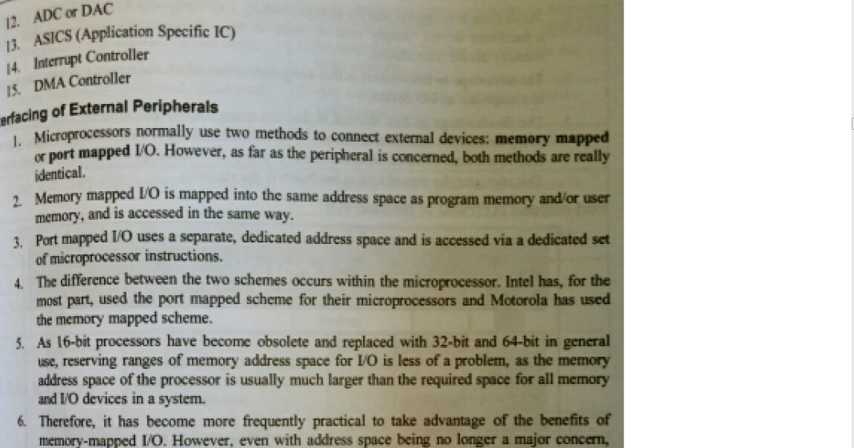 12. ADC or DAC
13. ASICS (Application Specific IC)
14. Interrupt Controller
15. DMA Controller
erfacing of External Peripherals
1. Microprocessors normally use two methods to connect external devices: memory mapped
or port mapped I/O. However, as far as the peripheral is concerned, both methods are really
identical.
2. Memory mapped I/O is mapped into the same address space as program memory and/or user
memory, and is accessed in the same way.
3. Port mapped I/O uses a separate, dedicated address space and is accessed via a dedicated set
of microprocessor instructions.
4. The difference between the two schemes occurs within the microprocessor. Intel has, for the
most part, used the port mapped scheme for their microprocessors and Motorola has used
the memory mapped scheme.
5. As 16-bit processors have become obsolete and replaced with 32-bit and 64-bit in general
use, reserving ranges of memory address space for I/O is less of a problem, as the memory
address space of the processor is usually much larger than the required space for all memory
and I/O devices in a system.
6. Therefore, it has become more frequently practical to take advantage of the benefits of
memory-mapped I/O. However, even with address space being no longer a major concern,